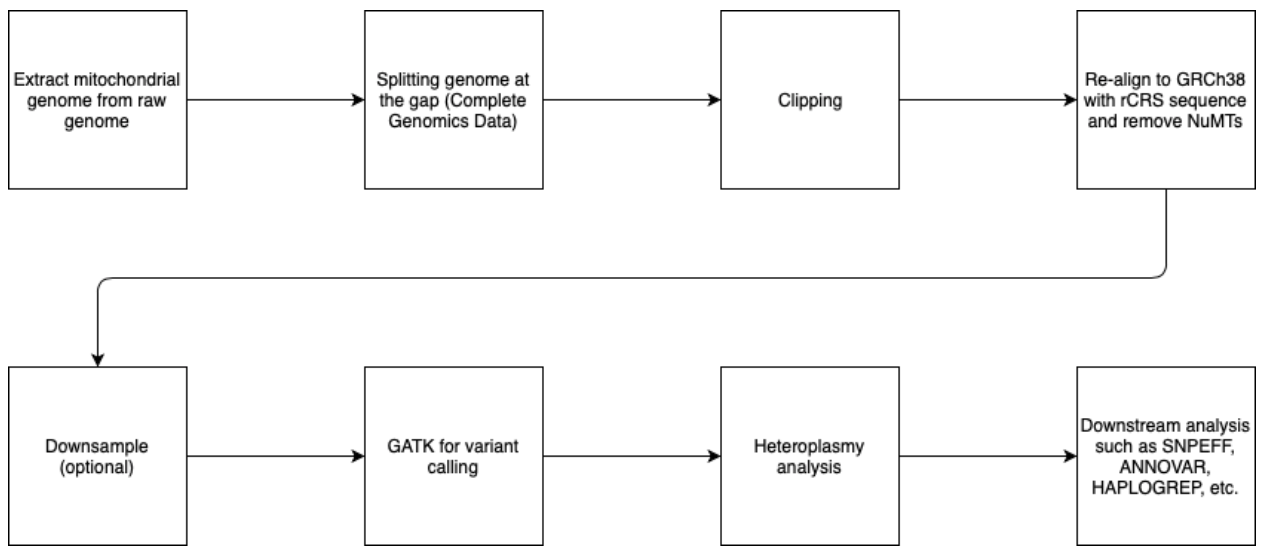 Extract mitochondrial
genome from raw
genome
Splitting genome at
the gap (Complete
Genomics Data)
Clipping
Re-align to GRCh38
with rCRS sequence
and remove NuMTs
Downsample
(optional)
GATK for variant
calling
Heteroplasmy
analysis
Downstream analysis
such as SNPEFF,
ANNOVAR,
HAPLOGREP, etc.